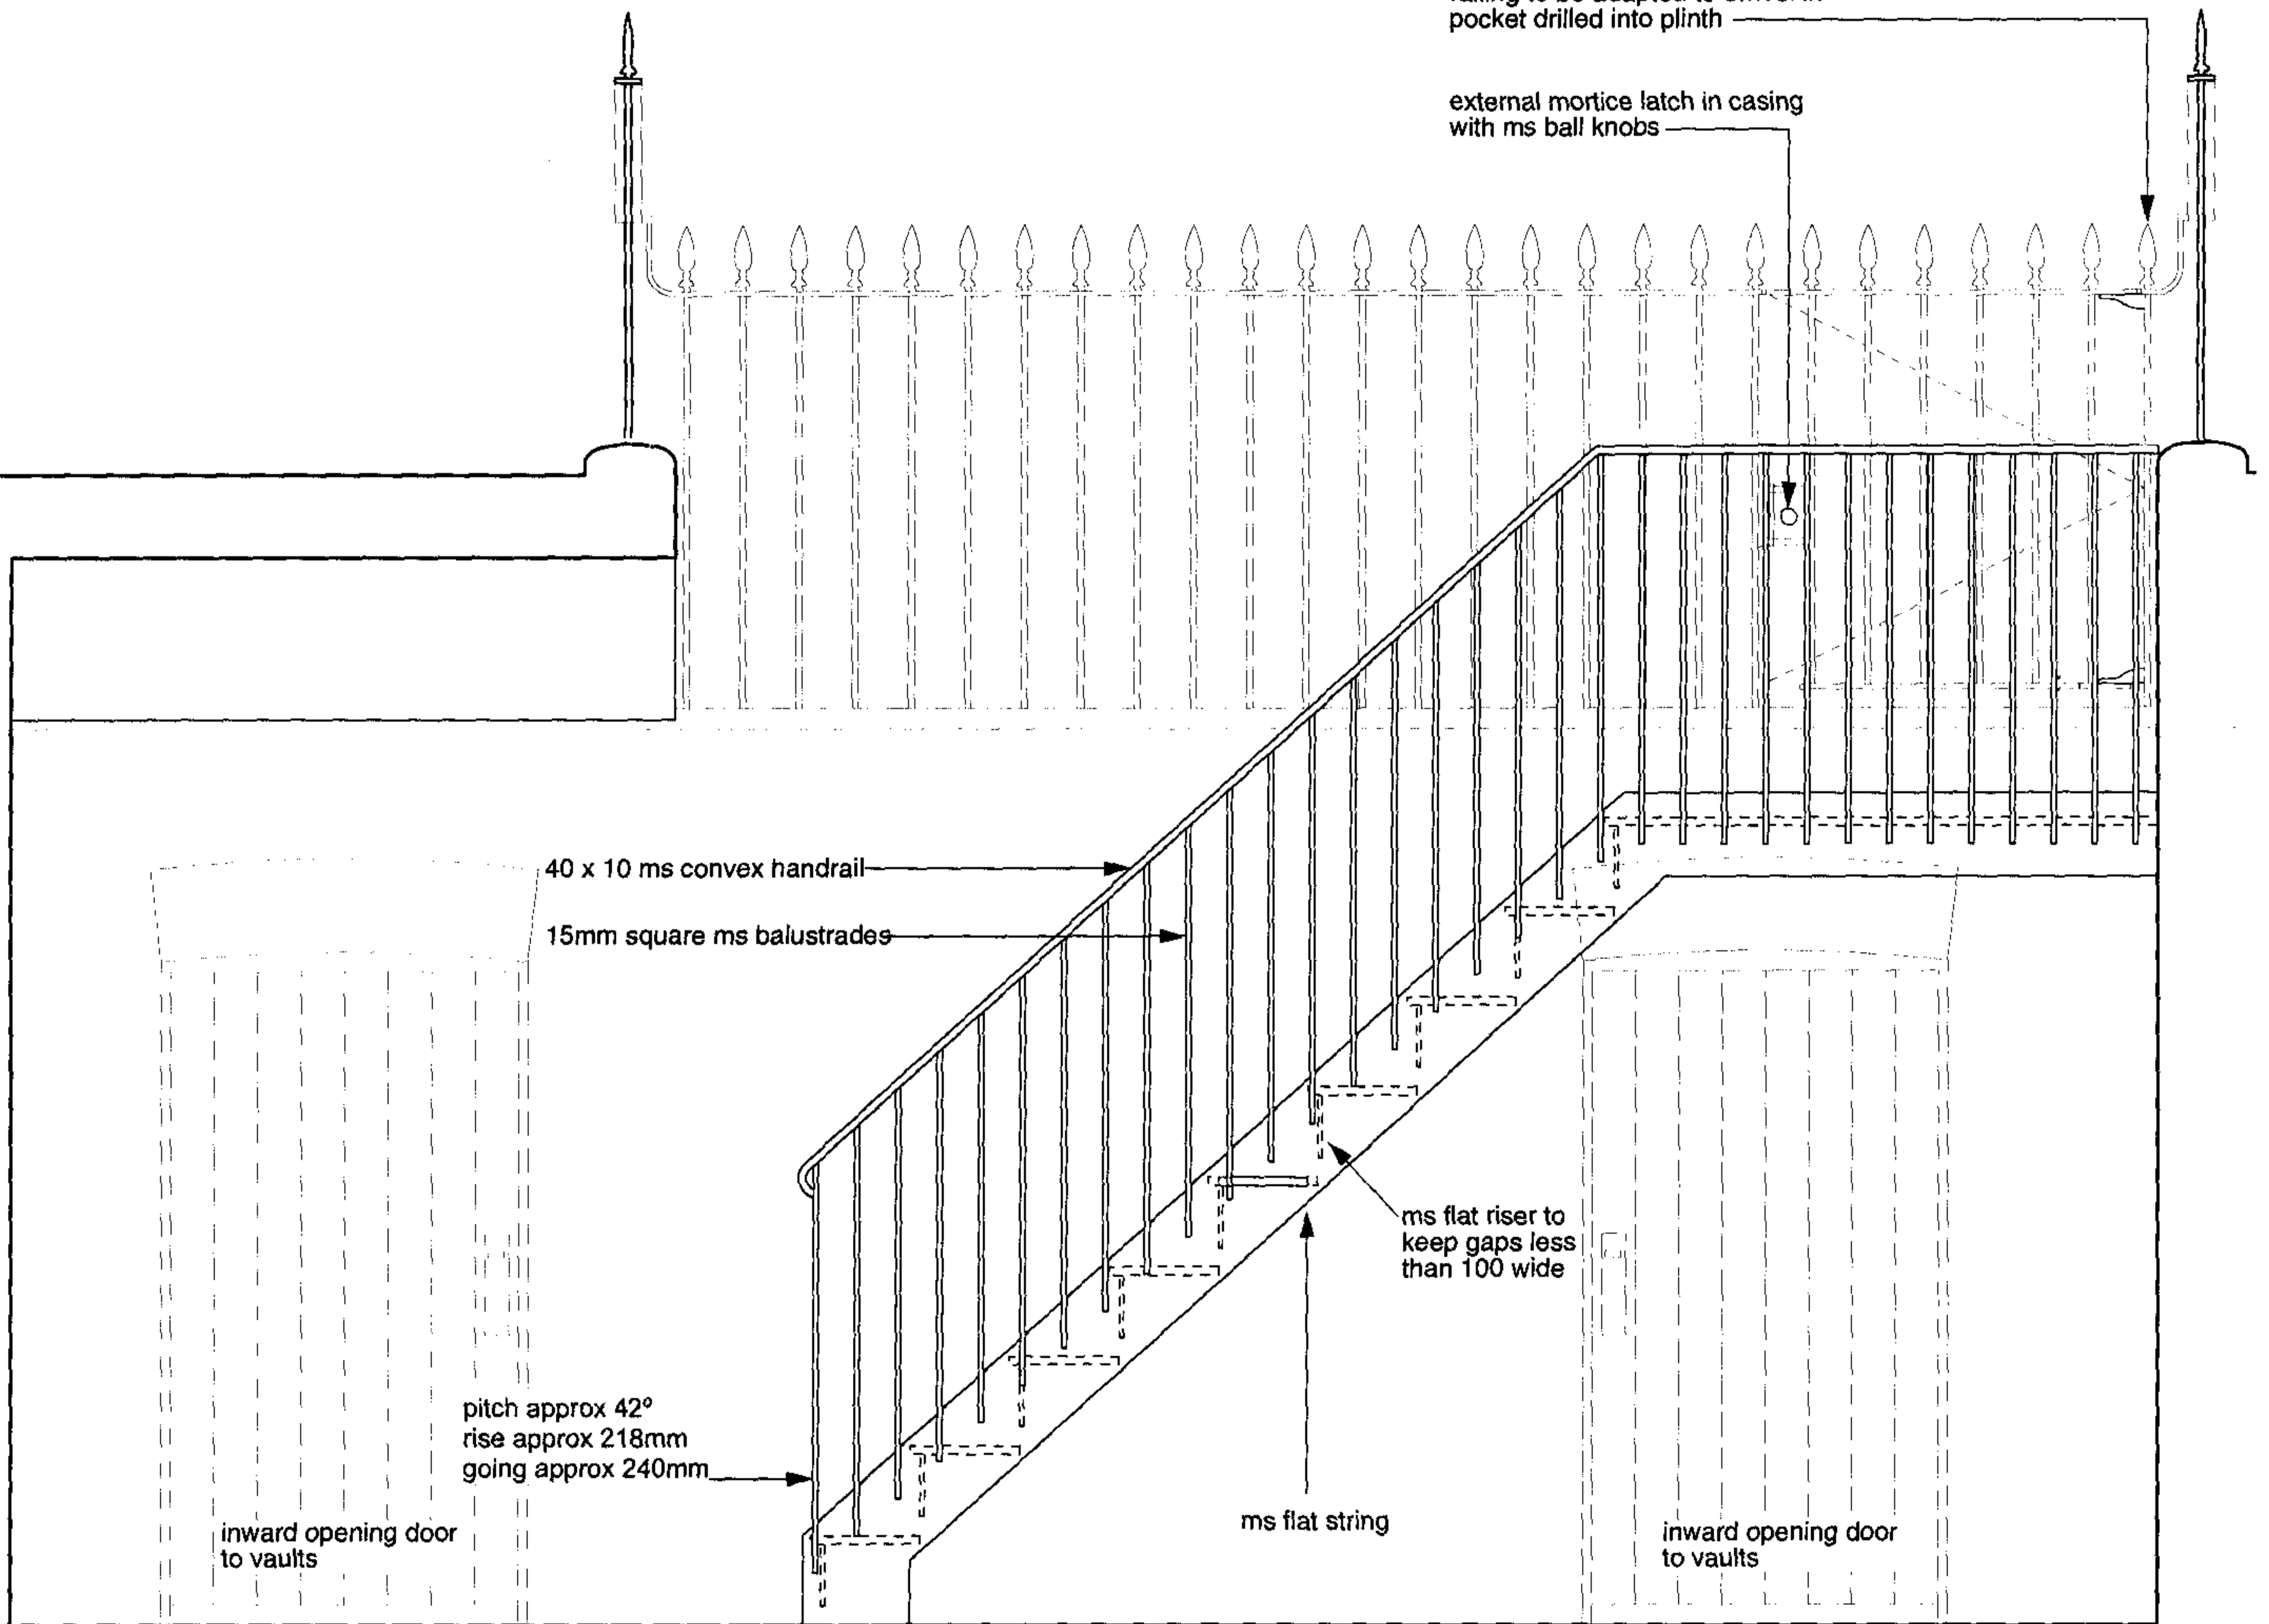 pocket drilled into plinth
external mortice latch in casing
with ms ball knobs
40 x 10 ms convex handrail
15mm square ms balustrades
ms flat riser to
keep gaps less
than 100 wide
pitch approx 42º
rise approx 218mm
going approx 240mm
ms flat string
inward opening door
to vaults
inward opening door
to vaults